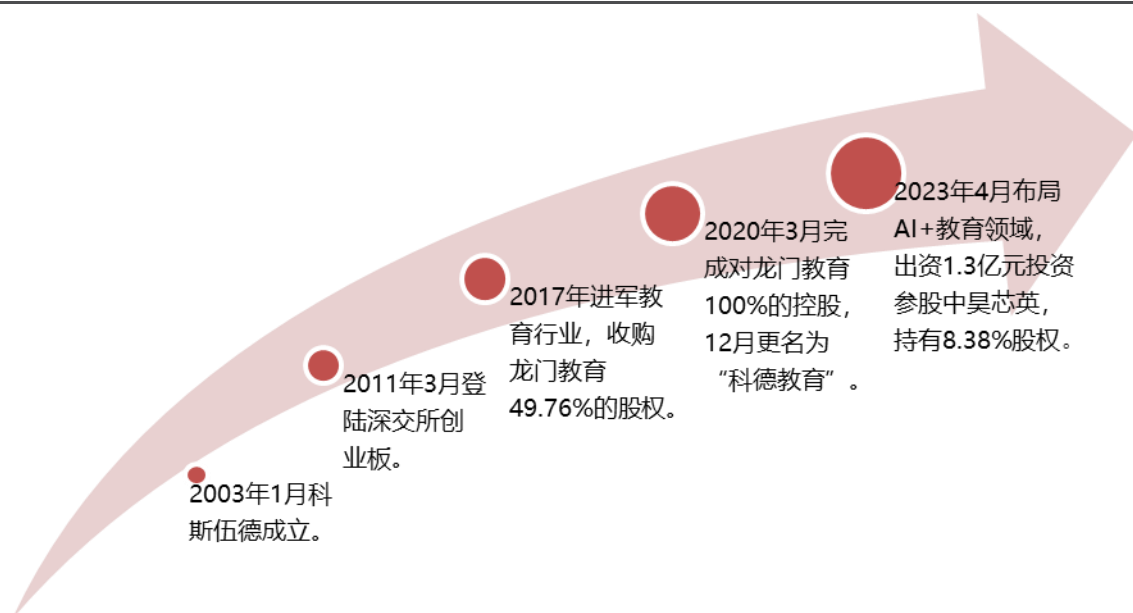 2003年1月科
斯伍德成立。
2011年3月登
陆深交所创
业板。
2017年进军教
育行业，收购
龙门教育
49.76%的股权。
2020年3月完
成对龙门教育
100%的控股，
12月更名为
“科德教育”。
2023年4月布局
AI+教育领域，
出资1.3亿元投资
参股中昊芯英，
持有8.38%股权。